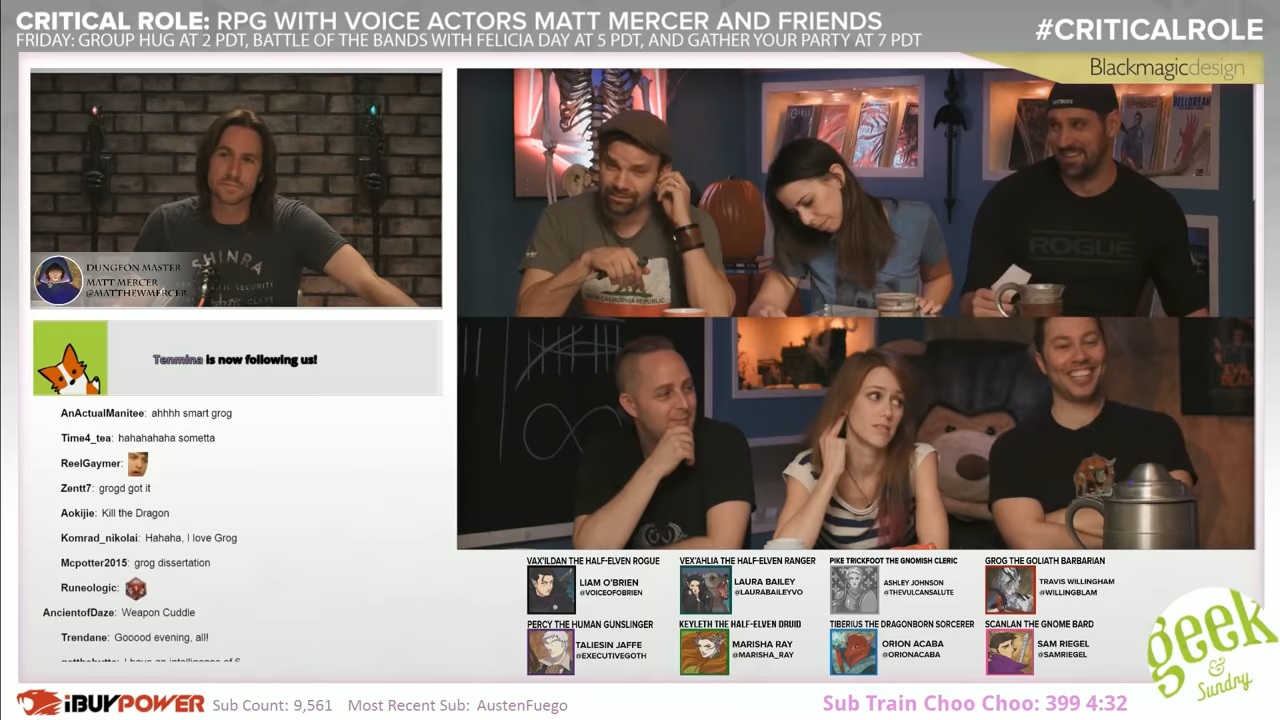 CRITICAL ROLE: RPG WITH VOICE ACTORS MATT MERCER AND FRIENDS
FRIDAY: GROUP HUG AT 2 PDT, BATTLE OF THE BANDS WITH FELICIA DAY AT 5 PDT, AND GATHER YOUR PARTY AT 7 PDT
#CRITICALROLE
Blackmagicdesign
SHINRA
DUNGEON MASTER
MATT MERCER
@MATTHEWMERCER
ROGUE
EVIL
Tenmina is now following us!
AnActualManitee: ahhhh smart grog
Time4_tea: hahahahaha sometta
ReelGaymer:
Zentt7: grogd got it
Aokijie: Kill the Dragon
Komrad_nikolai: Hahaha, I love Grog
Mcpotter2015: grog dissertation
Runeologic:
AncientofDaze: Weapon Cuddle
Trendane: Gooood evening, all!
VAX'ILDAN THE HALF-ELVEN ROGUE
LIAM O'BRIEN
@VOICEOFOBRIEN
VEX'AHLIA THE HALF-ELVEN RANGER
LAURA BAILEY
@LAURABAILEYVO
PIKE TRICKFOOT THE GNOMISH CLERIC
ASHLEY JOHNSON
@THEVULCANSALUTE
GROG THE GOLIATH BARBARIAN
TRAVIS WILLINGHAM
@WILLINGBLAM
PERCY THE HUMAN GUNSLINGER
TALIESIN JAFFE
@EXECUTIVEGOTH
KEYLETH THE HALF-ELVEN DRUID
MARISHA RAY
@MARISHA_RAY
TIBERIUS THE DRAGONBORN SORCERER
ORION ACABA
@ORIONACABA
SCANLAN THE GNOME BARD
SAM RIEGEL
@SAMRIEGEL
geek
&
Sundry
iBUYPOWER
Sub Count: 9,561 Most Recent Sub: AustenFuego
Sub Train Choo Choo: 399 4:32